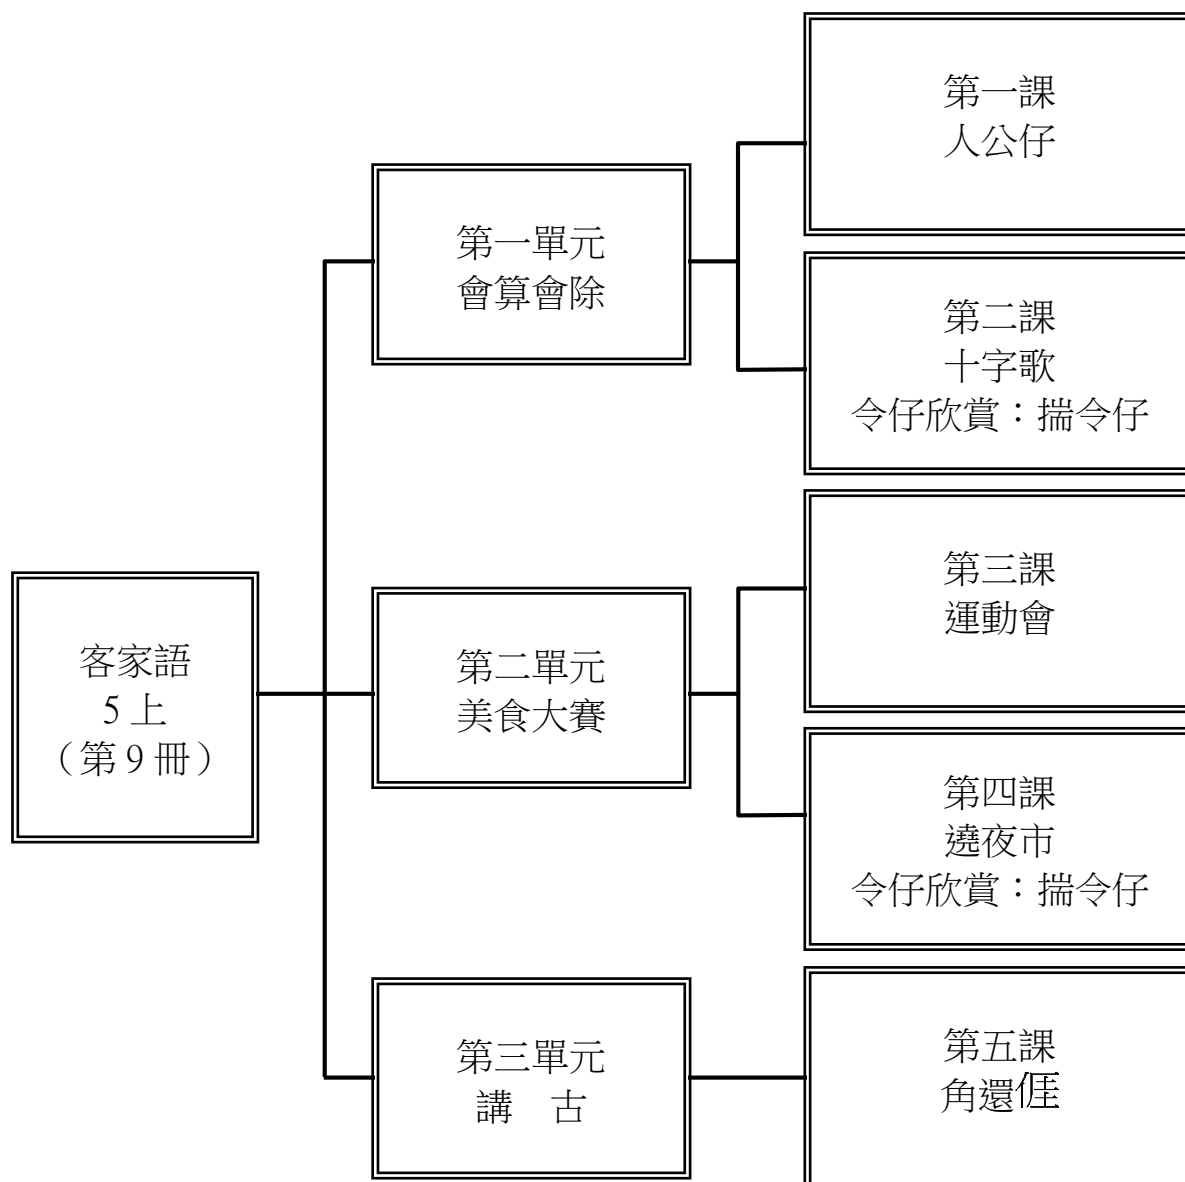 客家語
5上
（第9冊）
第一單元
會算會除
第一課
人公仔
第二課
十字歌
令仔欣賞：揣令仔
第二單元
美食大賽
第三課
運動會
第四課
遶夜市
令仔欣賞：揣令仔
第三單元
講　古
第五課
角還𠊎